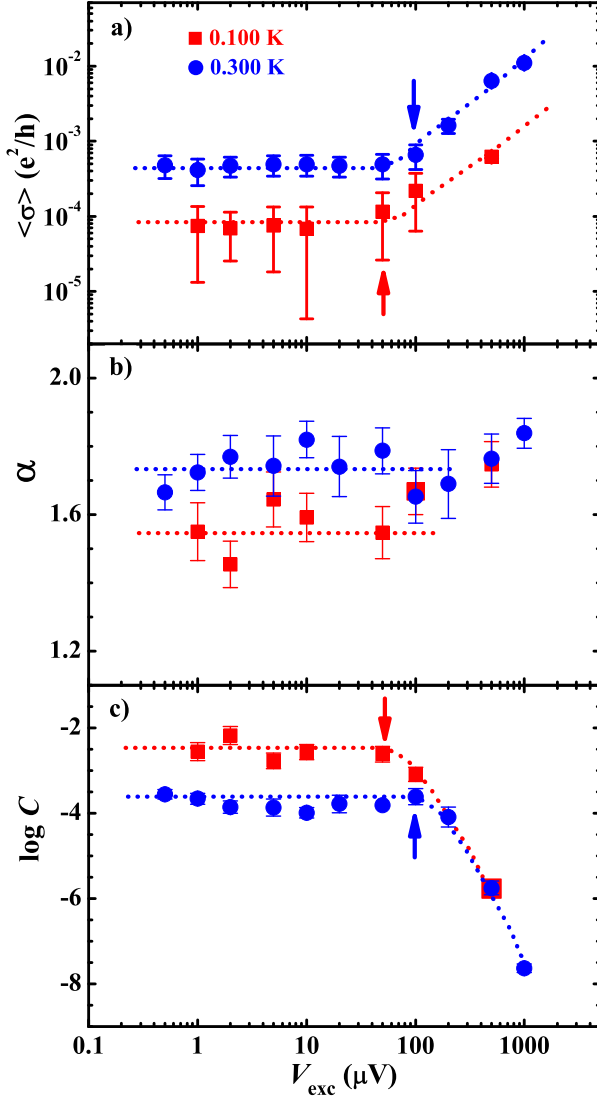 a)
0.100 K
0.300 K
10⁻²
10⁻³
10⁻⁴
10⁻⁵
<σ> (e²/h)
b)
2.0
1.6
1.2
α
c)
-2
-4
-6
-8
log C
0.1 1 10 100 1000
V_exc (μV)